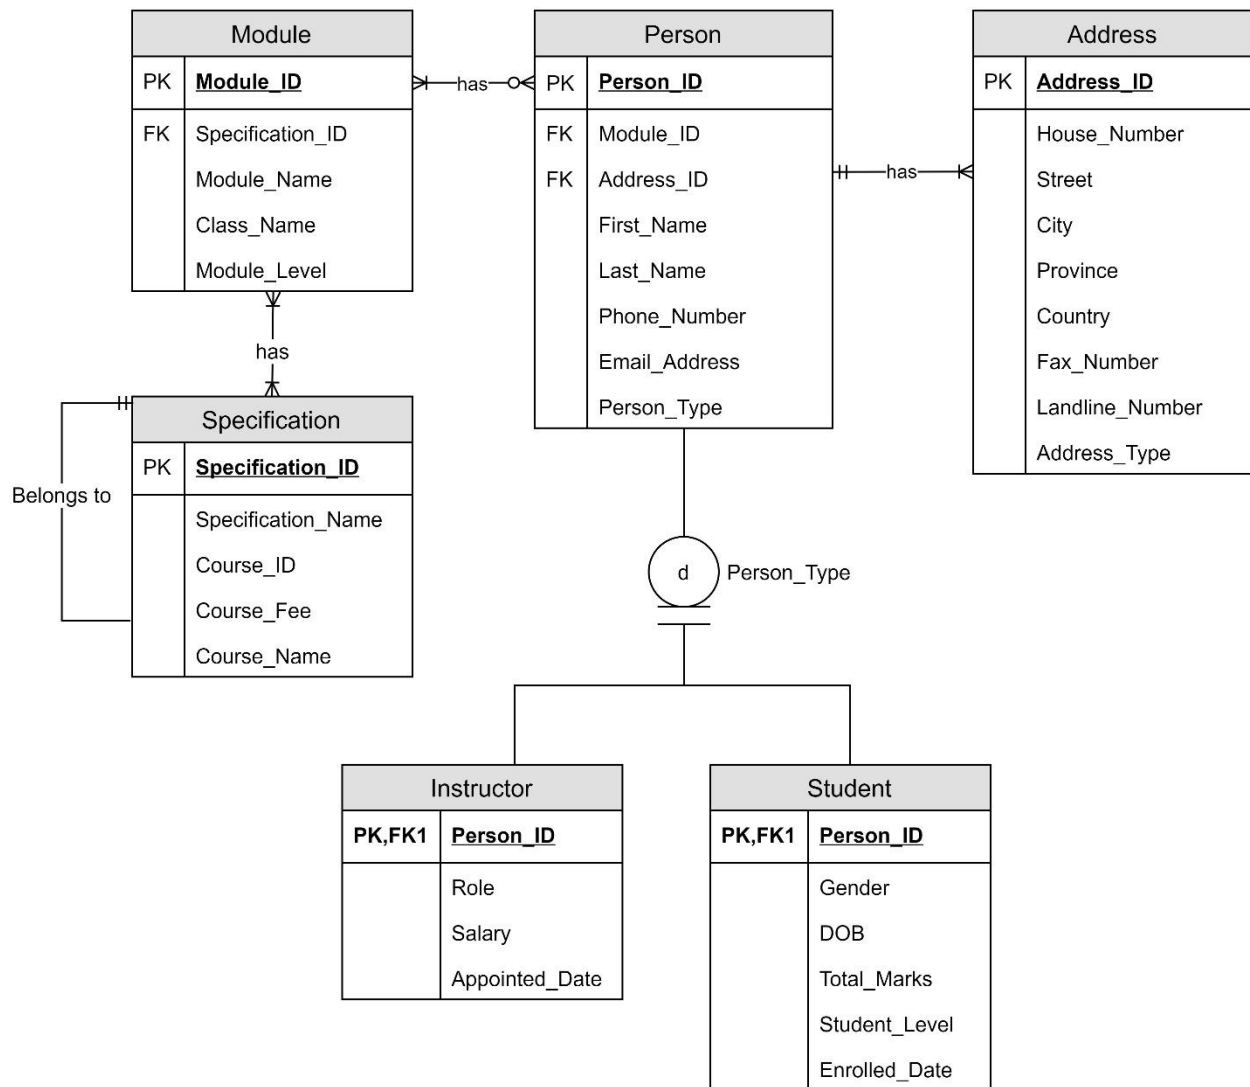 Module
PK Module_ID
FK Specification_ID
Module_Name
Class_Name
Module_Level
has
Person
PK Person_ID
FK Module_ID
FK Address_ID
First_Name
Last_Name
Phone_Number
Email_Address
Person_Type
has
Address
PK Address_ID
House_Number
Street
City
Province
Country
Fax_Number
Landline_Number
Address_Type
has
Specification
PK Specification_ID
Specification_Name
Course_ID
Course_Fee
Course_Name
Belongs to
d Person_Type
Instructor
PK,FK1 Person_ID
Role
Salary
Appointed_Date
Student
PK,FK1 Person_ID
Gender
DOB
Total_Marks
Student_Level
Enrolled_Date